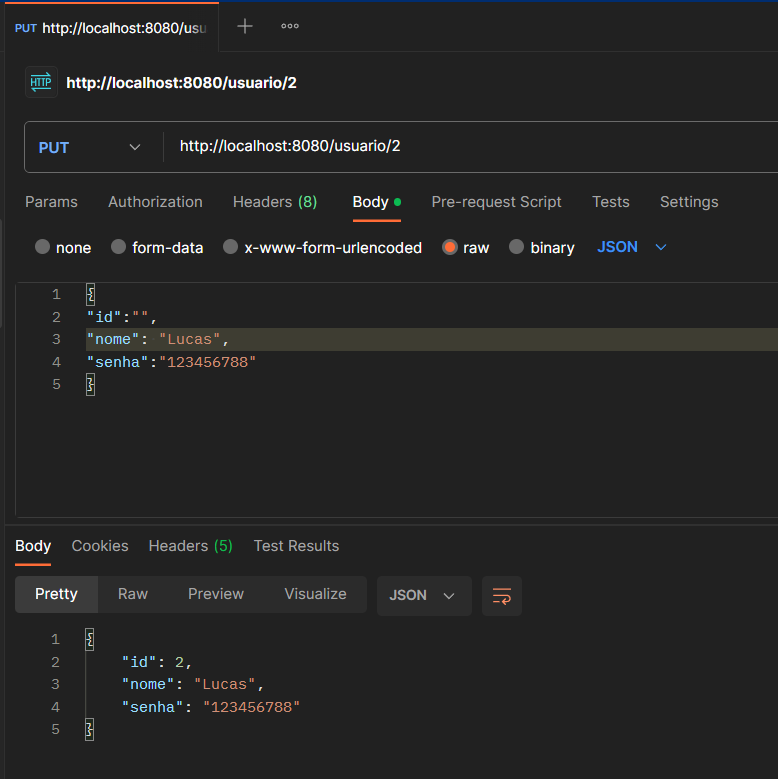 PUT http://localhost:8080/usu
HTTP http://localhost:8080/usuario/2
PUT http://localhost:8080/usuario/2
Params Authorization Headers (8) Body Pre-request Script Tests Settings
none form-data x-www-form-urlencoded raw binary JSON
1 {
2 "id":"",
3 "nome": "Lucas",
4 "senha":"123456788"
5 }
Body Cookies Headers (5) Test Results
Pretty Raw Preview Visualize JSON
1 {
2 "id": 2,
3 "nome": "Lucas",
4 "senha": "123456788"
5 }